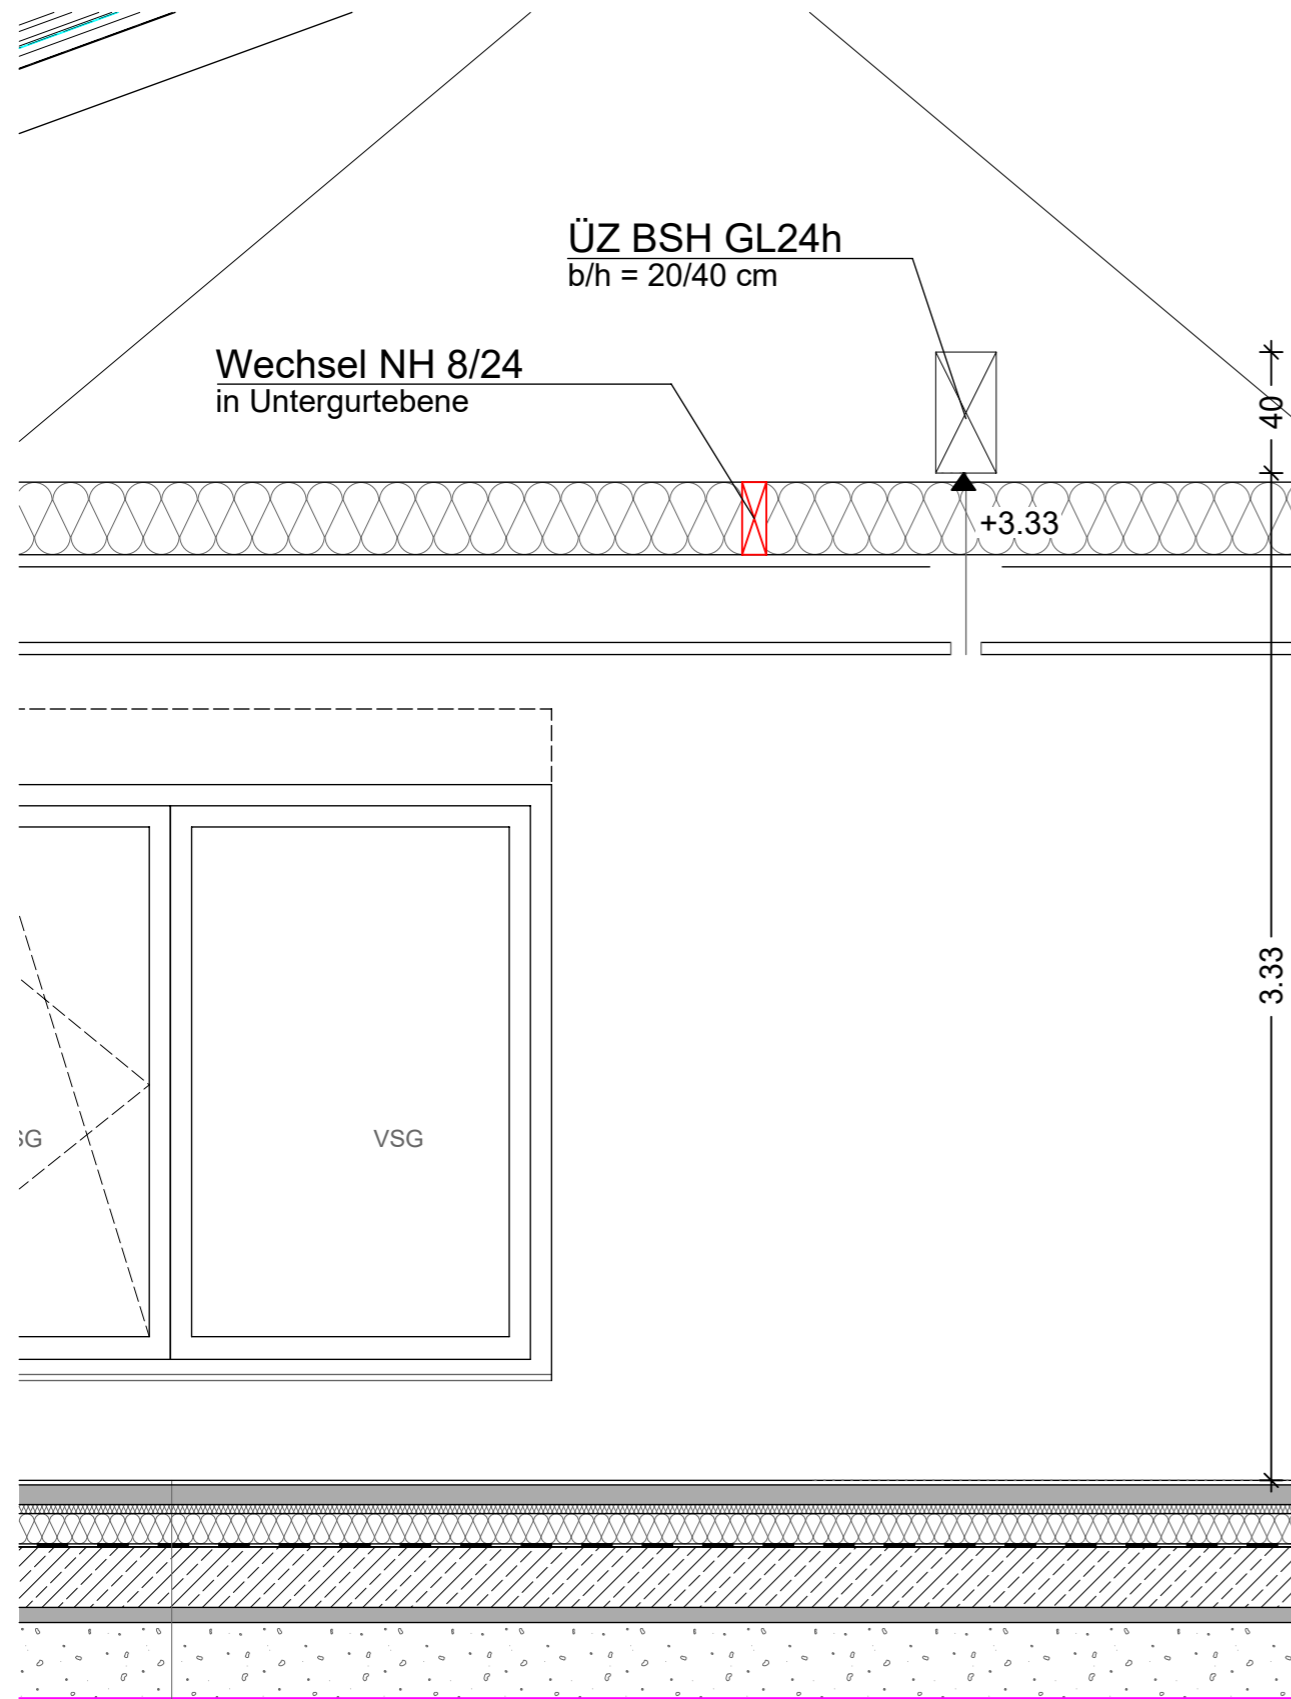 ÜZ BSH GL24h
b/h = 20/40 cm
Wechsel NH 8/24
in Untergurtebene
40
+3.33
3.33
VSG